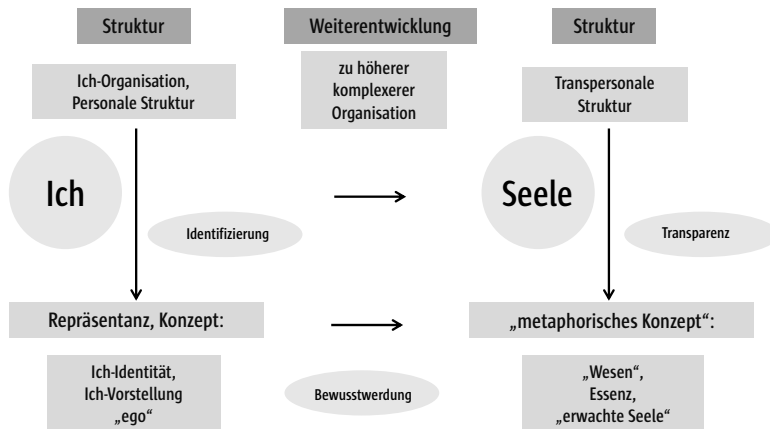 Struktur
Weiterentwicklung
Struktur
Ich-Organisation,
Personale Struktur
zu höherer
komplexerer
Organisation
Transpersonale
Struktur
Ich
Seele
Identifizierung
Transparenz
Repräsentanz, Konzept:
„metaphorisches Konzept“:
Ich-Identität,
Ich-Vorstellung
„ego“
Bewusstwerdung
„Wesen“,
Essenz,
„erwachte Seele“